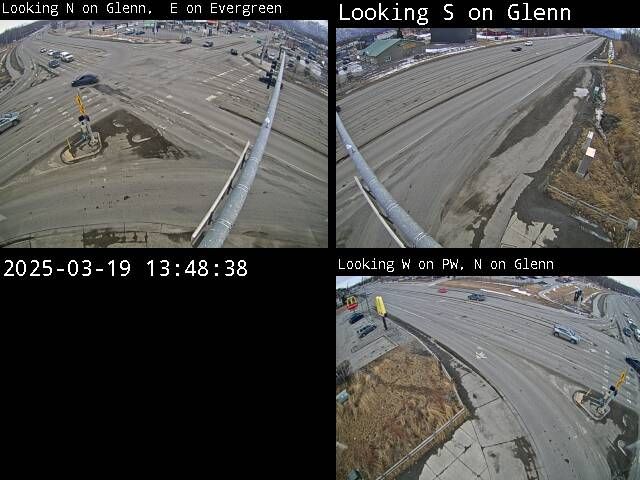 Looking N on Glenn,  E on Evergreen
Looking S on Glenn
2025-03-19 13:48:38
Looking W on PW, N on Glenn